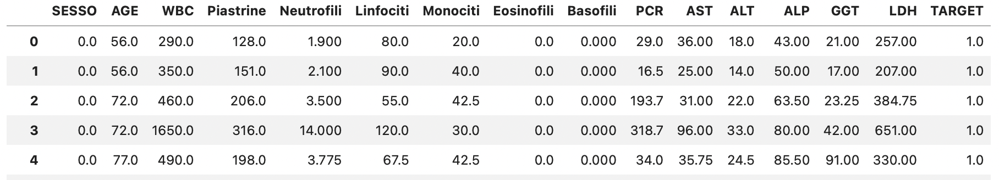 SESSO AGE WBC Piastrine Neutrofili Linfociti Monociti Eosinofili Basofili PCR AST ALT ALP GGT LDH TARGET
0 0.0 56.0 290.0 128.0 1.900 80.0 20.0 0.0 0.000 29.0 36.00 18.0 43.00 21.00 257.00 1.0
1 0.0 56.0 350.0 151.0 2.100 90.0 40.0 0.0 0.000 16.5 25.00 14.0 50.00 17.00 207.00 1.0
2 0.0 72.0 460.0 206.0 3.500 55.0 42.5 0.0 0.000 193.7 31.00 22.0 63.50 23.25 384.75 1.0
3 0.0 72.0 1650.0 316.0 14.000 120.0 30.0 0.0 0.000 318.7 96.00 33.0 80.00 42.00 651.00 1.0
4 0.0 77.0 490.0 198.0 3.775 67.5 42.5 0.0 0.000 34.0 35.75 24.5 85.50 91.00 330.00 1.0